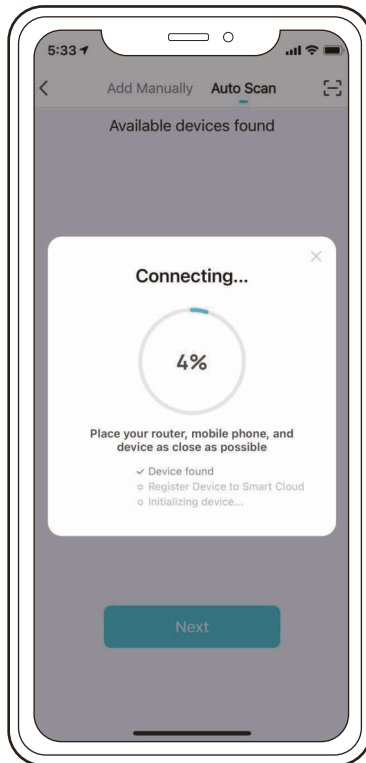 5:33
Add Manually Auto Scan
Available devices found
Connecting...
4%
Place your router, mobile phone, and
device as close as possible
Device found
Register Device to Smart Cloud
Initializing device...
Next